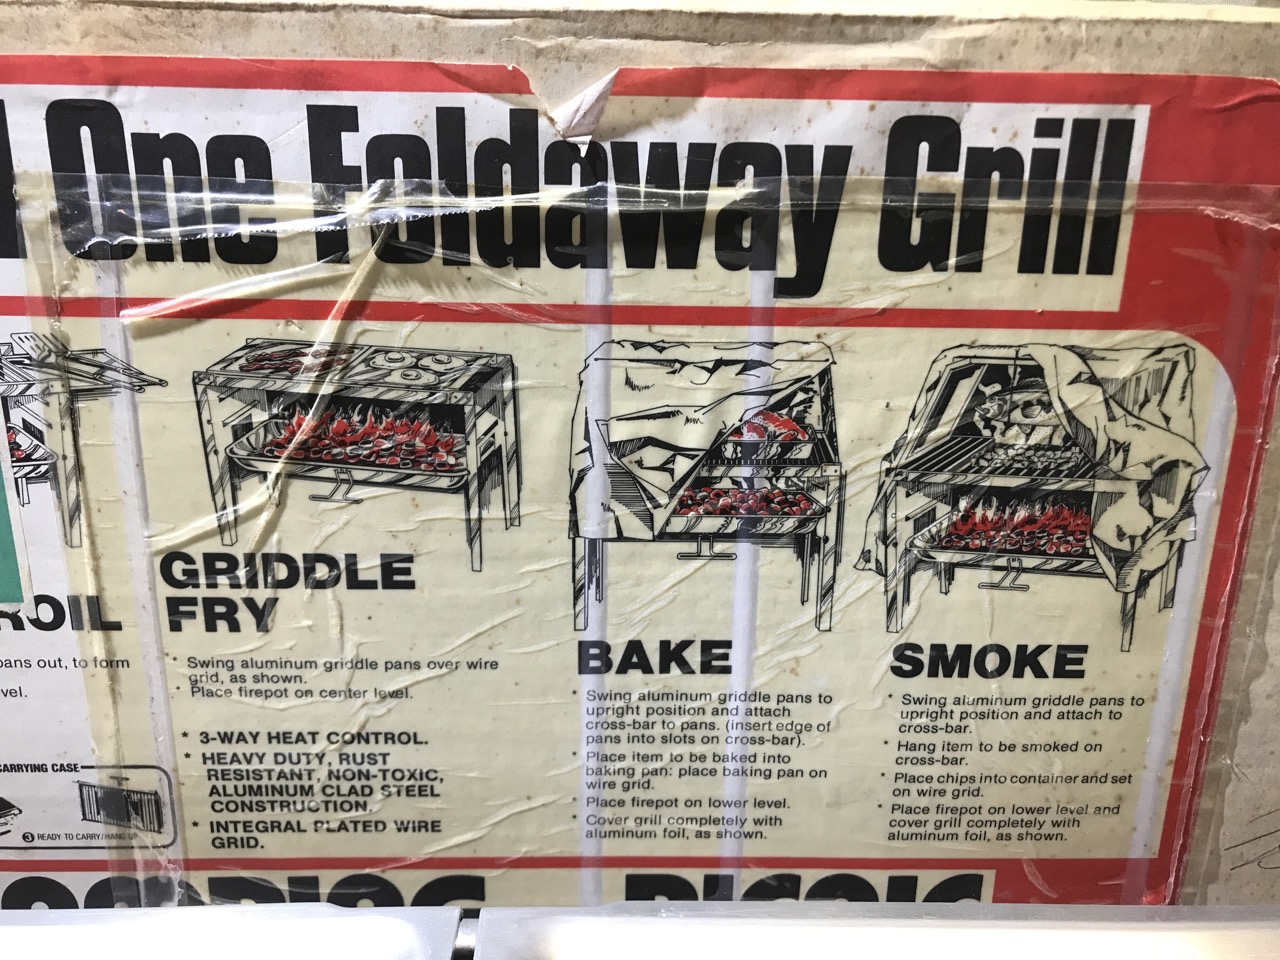 One Foldaway Grill
ROIL
pans out, to form
vel.
CARRYING CASE
3 READY TO CARRY/HANG UP
GRIDDLE
FRY
* Swing aluminum griddle pans over wire
grid, as shown.
* Place firepot on center level.
* 3-WAY HEAT CONTROL.
* HEAVY DUTY, RUST
RESISTANT, NON-TOXIC,
ALUMINUM CLAD STEEL
CONSTRUCTION.
* INTEGRAL PLATED WIRE
GRID.
BAKE
* Swing aluminum griddle pans to
upright position and attach
cross-bar to pans. (insert edge of
pans into slots on cross-bar).
* Place item to be baked into
baking pan: place baking pan on
wire grid.
* Place firepot on lower level.
* Cover grill completely with
aluminum foil, as shown.
SMOKE
* Swing aluminum griddle pans to
upright position and attach to
cross-bar.
* Hang item to be smoked on
cross-bar.
* Place chips into container and set
on wire grid.
* Place firepot on lower level and
cover grill completely with
aluminum foil, as shown.